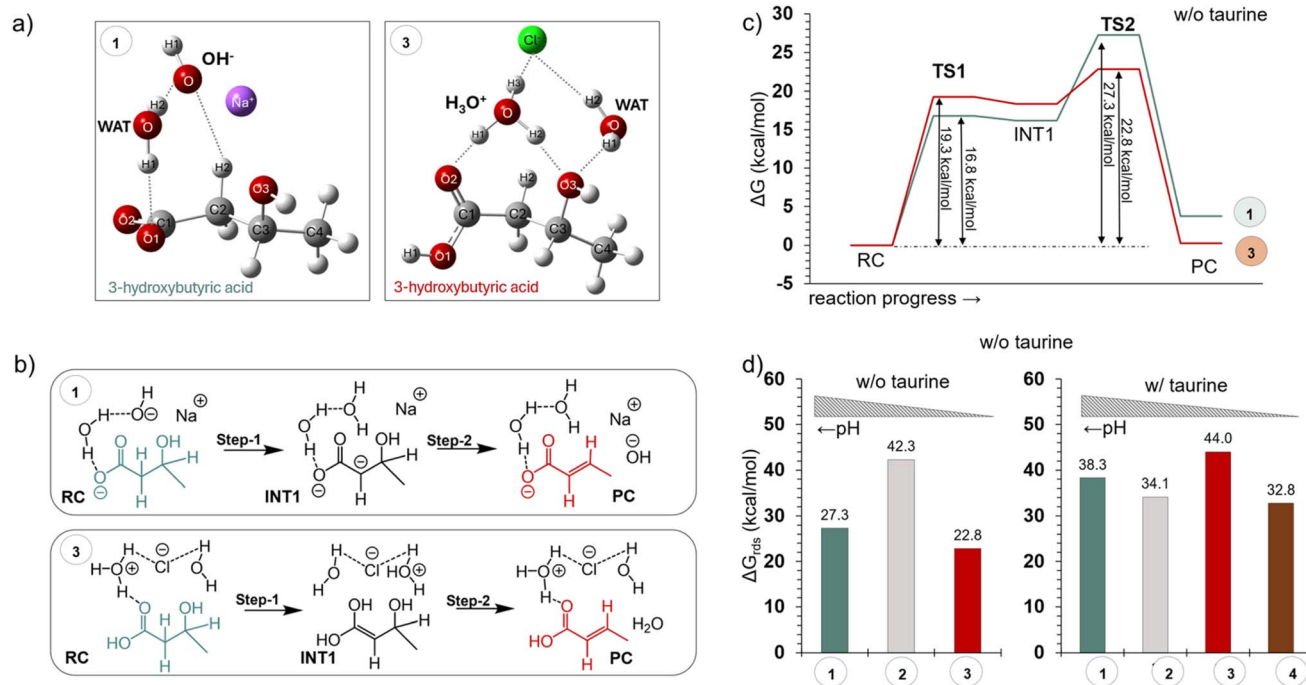 a)
1
H1
OH-
O
H2
Na+
WAT
O
H1
H2
O3
O2
C1
C2
O1
C3
C4
3-hydroxybutyric acid
3
Cl-
H3
H3O+
O
H2
WAT
H1
H2
O
H1
O2
H2
O3
C1
C2
C3
H1
O1
C4
3-hydroxybutyric acid
b)
1
Na ⊕
Step-1
Na ⊕
Step-2
Na ⊕
⊖ OH
RC
INT1
PC
3
Step-1
Step-2
H2O
RC
INT1
PC
c)
w/o taurine
30
25
20
15
10
5
0
-5
ΔG (kcal/mol)
TS1
TS2
INT1
19.3 kcal/mol
16.8 kcal/mol
27.3 kcal/mol
22.8 kcal/mol
RC
PC
1
3
reaction progress →
w/o taurine
d)
ΔGrds (kcal/mol)
60
50
40
30
20
10
0
w/o taurine
←pH
27.3
42.3
22.8
1
2
3
60
50
40
30
20
10
0
w/ taurine
←pH
38.3
34.1
44.0
32.8
1
2
3
4